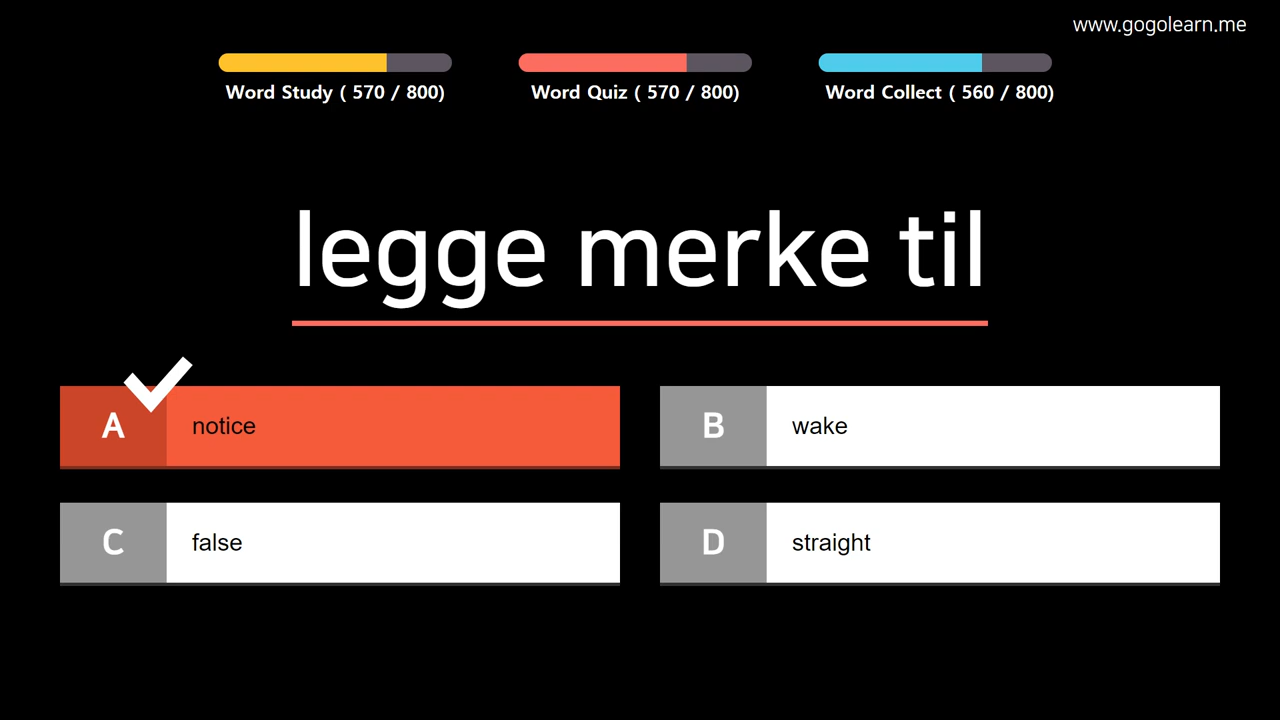 www.gogolearn.me
Word Study ( 570 / 800)
Word Quiz ( 570 / 800)
Word Collect ( 560 / 800)
legge merke til
A notice
B wake
C false
D straight